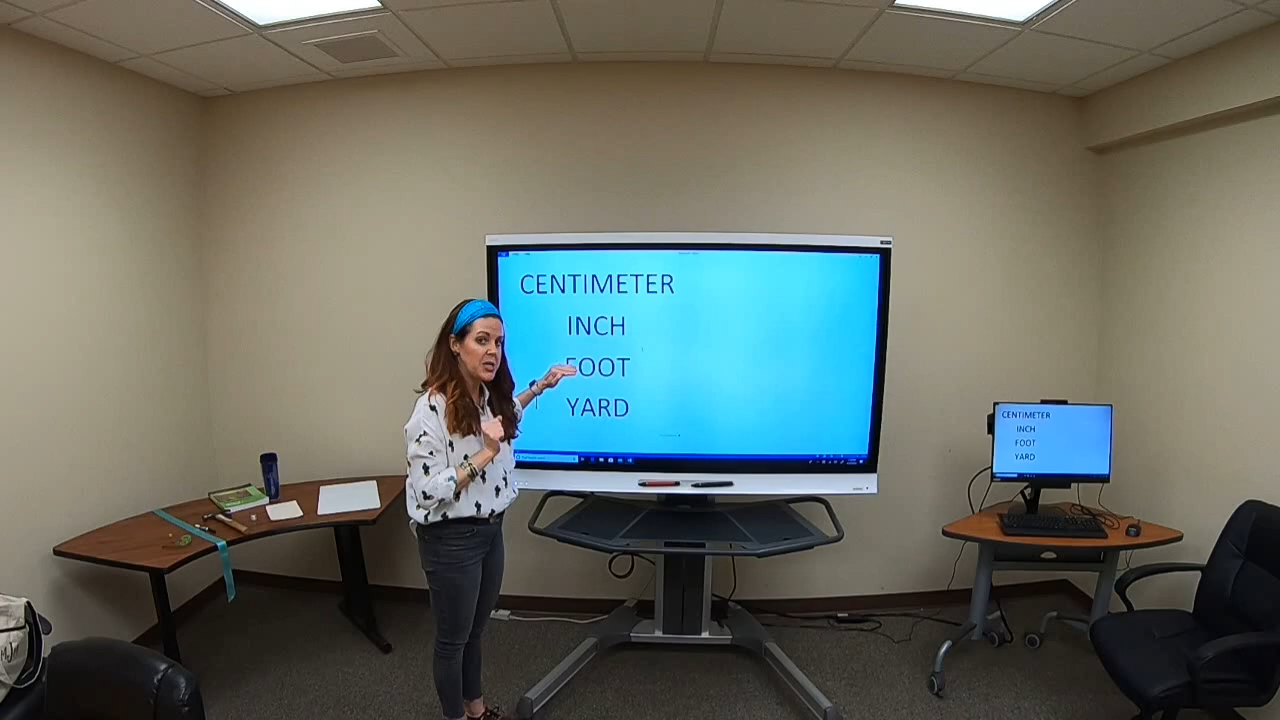 CENTIMETER
INCH
FOOT
YARD
CENTIMETER
INCH
FOOT
YARD